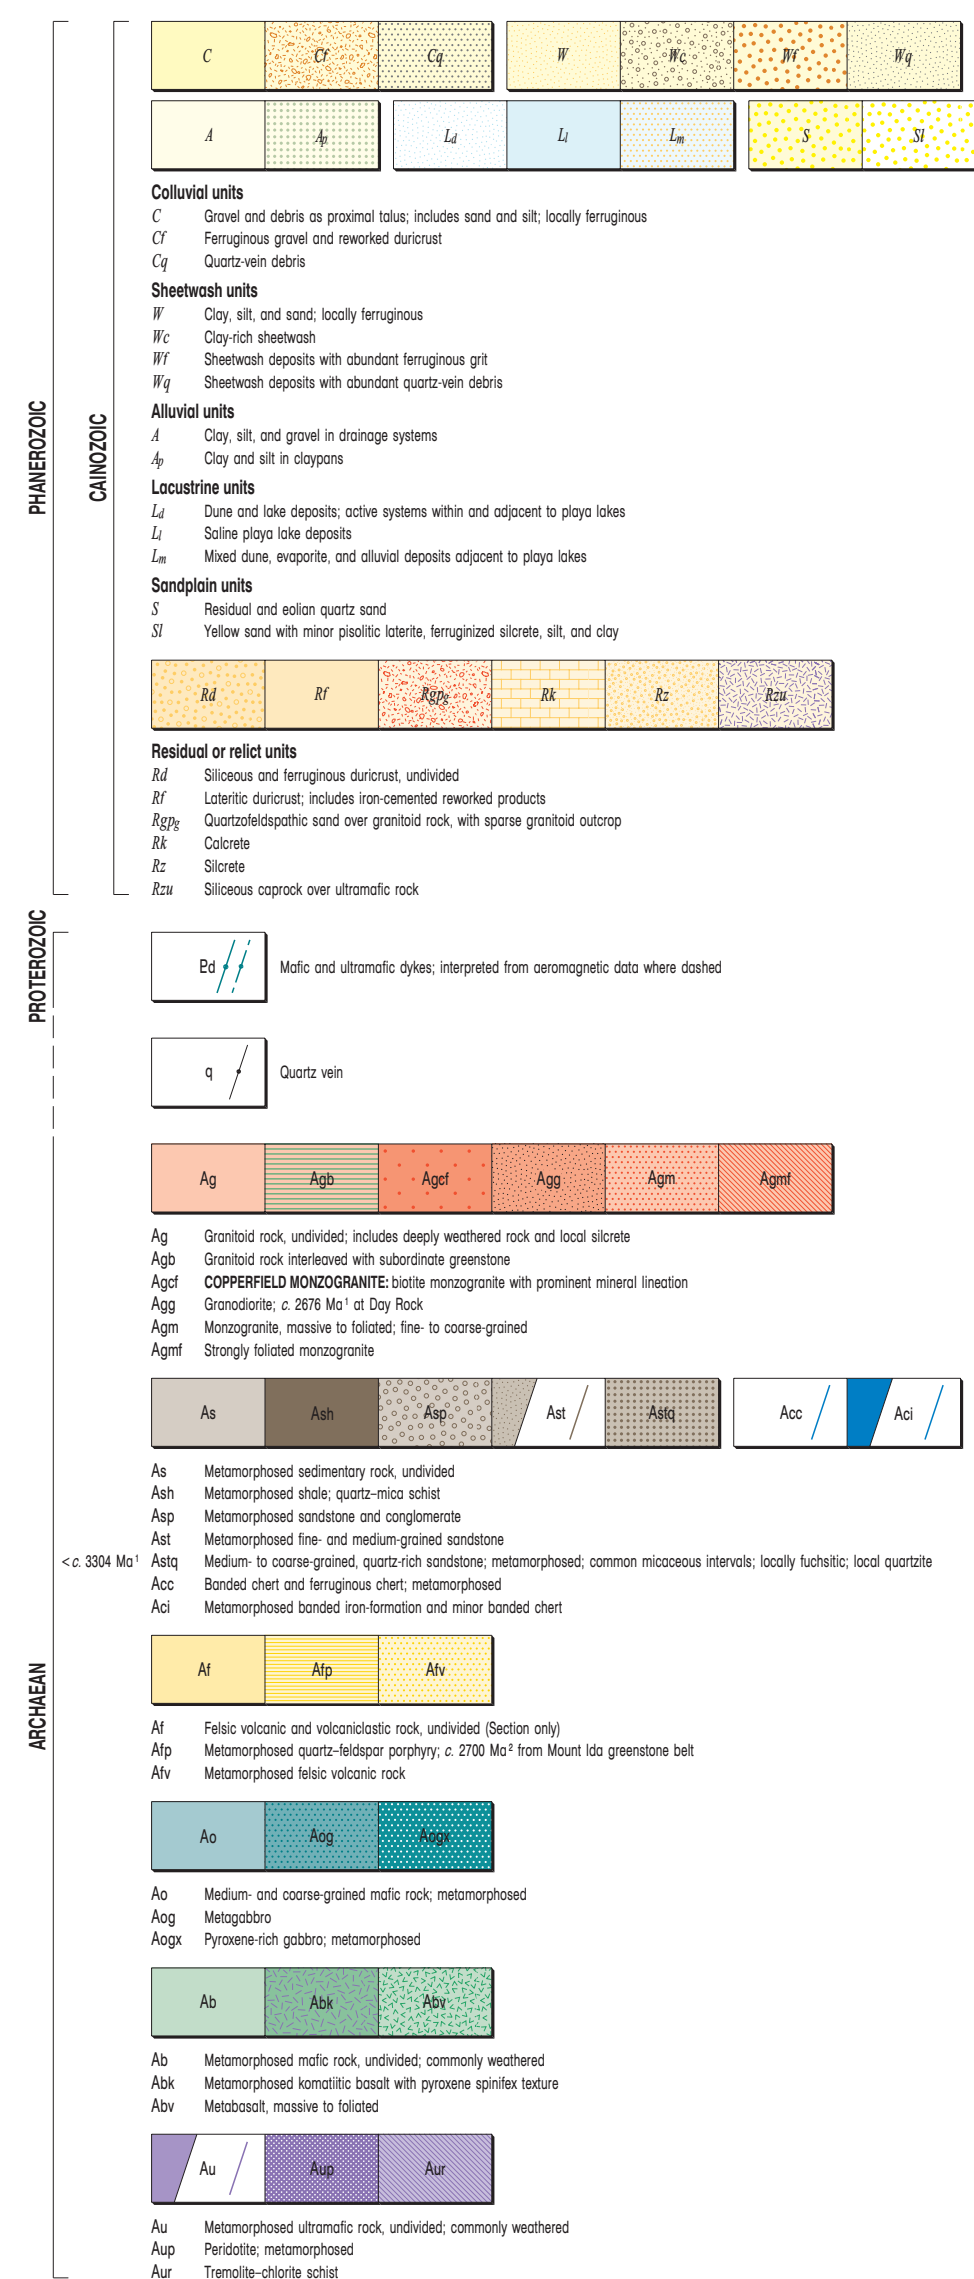 C Cf Cq W Wc Wf Wq
A Ap Ld Ll Lm S Sl
Colluvial units
C Gravel and debris as proximal talus; includes sand and silt; locally ferruginous
Cf Ferruginous gravel and reworked duricrust
Cq Quartz-vein debris
Sheetwash units
W Clay, silt, and sand; locally ferruginous
Wc Clay-rich sheetwash
Wf Sheetwash deposits with abundant ferruginous grit
Wq Sheetwash deposits with abundant quartz-vein debris
Alluvial units
A Clay, silt, and gravel in drainage systems
Ap Clay and silt in claypans
Lacustrine units
Ld Dune and lake deposits; active systems within and adjacent to playa lakes
Ll Saline playa lake deposits
Lm Mixed dune, evaporite, and alluvial deposits adjacent to playa lakes
Sandplain units
S Residual and eolian quartz sand
Sl Yellow sand with minor pisolitic laterite, ferruginized silcrete, silt, and clay
PHANEROZOIC
CAINOZOIC
Rd Rf Rgpg Rk Rz Rzu
Residual or relict units
Rd Siliceous and ferruginous duricrust, undivided
Rf Lateritic duricrust; includes iron-cemented reworked products
Rgpg Quartzofeldspathic sand over granitoid rock, with sparse granitoid outcrop
Rk Calcrete
Rz Silcrete
Rzu Siliceous caprock over ultramafic rock
PROTEROZOIC
Pd Mafic and ultramafic dykes; interpreted from aeromagnetic data where dashed
q Quartz vein
Ag Agb Agcf Agg Agm Agmf
Ag Granitoid rock, undivided; includes deeply weathered rock and local silcrete
Agb Granitoid rock interleaved with subordinate greenstone
Agcf COPPERFIELD MONZOGRANITE: biotite monzogranite with prominent mineral lineation
Agg Granodiorite; c. 2676 Ma¹ at Day Rock
Agm Monzogranite, massive to foliated; fine- to coarse-grained
Agmf Strongly foliated monzogranite
As Ash Asp Ast Astq Acc Aci
As Metamorphosed sedimentary rock, undivided
Ash Metamorphosed shale; quartz–mica schist
Asp Metamorphosed sandstone and conglomerate
Ast Metamorphosed fine- and medium-grained sandstone
<c. 3304 Ma¹ Astq Medium- to coarse-grained, quartz-rich sandstone; metamorphosed; common micaceous intervals; locally fuchsitic; local quartzite
Acc Banded chert and ferruginous chert; metamorphosed
Aci Metamorphosed banded iron-formation and minor banded chert
ARCHAEAN
Af Afp Afv
Af Felsic volcanic and volcaniclastic rock, undivided (Section only)
Afp Metamorphosed quartz–feldspar porphyry; c. 2700 Ma² from Mount Ida greenstone belt
Afv Metamorphosed felsic volcanic rock
Ao Aog Aogx
Ao Medium- and coarse-grained mafic rock; metamorphosed
Aog Metagabbro
Aogx Pyroxene-rich gabbro; metamorphosed
Ab Abk Abv
Ab Metamorphosed mafic rock, undivided; commonly weathered
Abk Metamorphosed komatiitic basalt with pyroxene spinifex texture
Abv Metabasalt, massive to foliated
Au Aup Aur
Au Metamorphosed ultramafic rock, undivided; commonly weathered
Aup Peridotite; metamorphosed
Aur Tremolite–chlorite schist